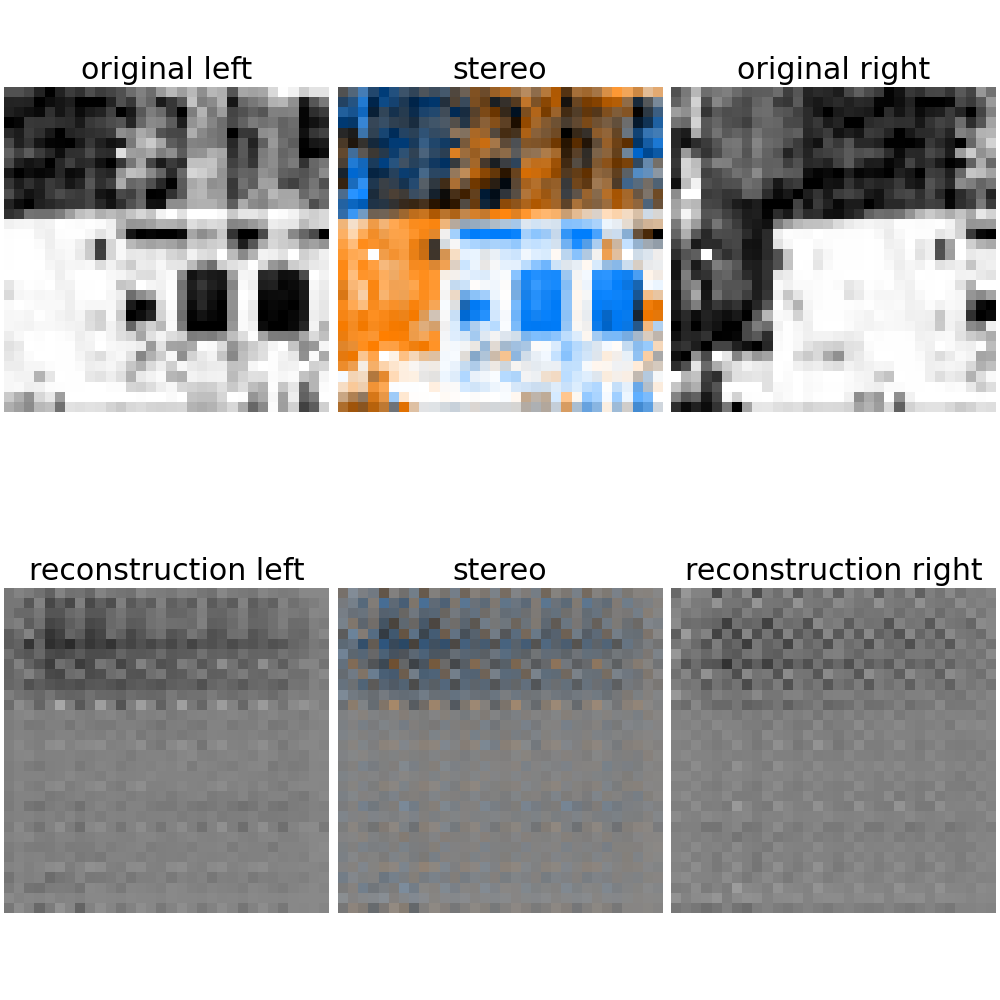 original left
stereo
original right
reconstruction left
stereo
reconstruction right